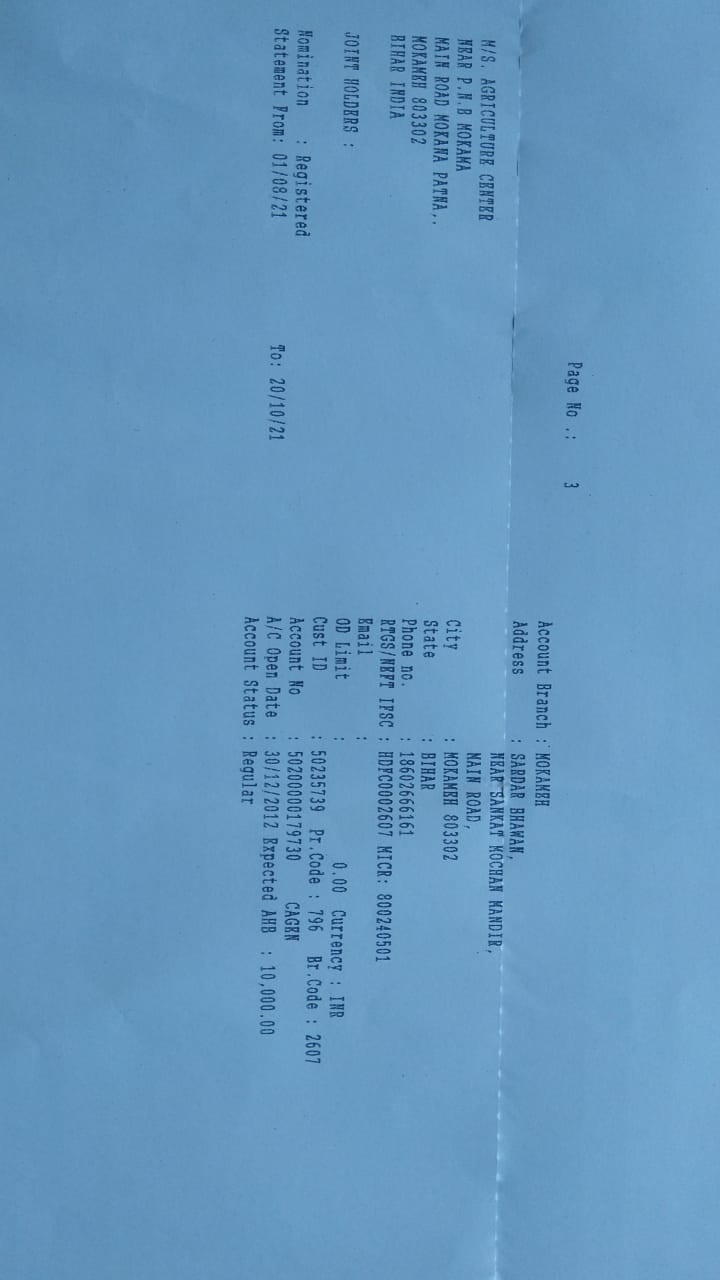 Page No .: 3
M/S. AGRICULTURE CENTER
NEAR P.N.B MOKAMA
MAIN ROAD MOKAMA PATNA,.
MOKAMEH 803302
BIHAR INDIA
JOINT HOLDERS :
Nomination : Registered
Statement From: 01/08/21 To: 20/10/21
Account Branch : MOKAMEH
Address : SARDAR BHAWAN,
NEAR SANKAT MOCHAN MANDIR,
MAIN ROAD,
City : MOKAMEH 803302
State : BIHAR
Phone no. : 18602666161
RTGS/NEFT IFSC : HDFC0002607 MICR: 800240501
Email :
OD Limit : 0.00 Currency : INR
Cust ID : 50235739 Pr.Code : 796 Br.Code : 2607
Account No : 50200000179730 CAGEN
A/C Open Date : 30/12/2012 Expected AMB : 10,000.00
Account Status : Regular